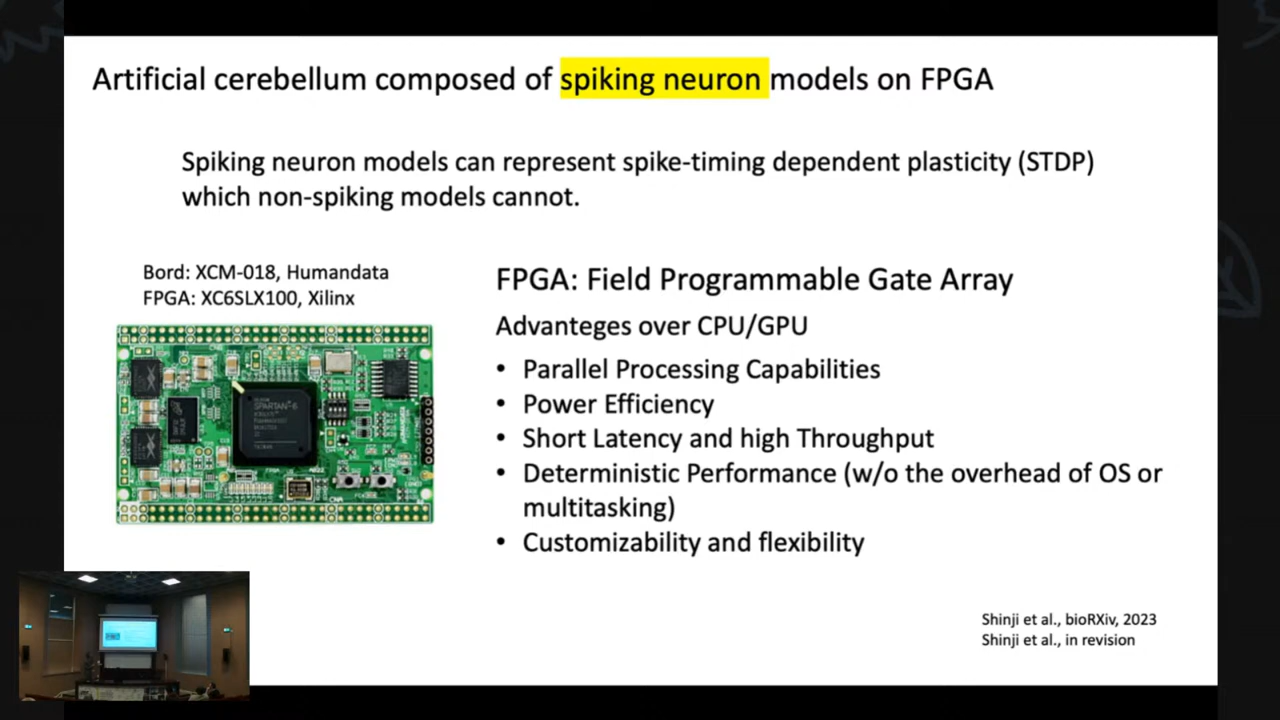 Artificial cerebellum composed of spiking neuron models on FPGA
Spiking neuron models can represent spike-timing dependent plasticity (STDP)
which non-spiking models cannot.
Bord: XCM-018, Humandata
FPGA: XC6SLX100, Xilinx
SPARTAN-6
FPGA: Field Programmable Gate Array
Advanteges over CPU/GPU
• Parallel Processing Capabilities
• Power Efficiency
• Short Latency and high Throughput
• Deterministic Performance (w/o the overhead of OS or
multitasking)
• Customizability and flexibility
Shinji et al., bioRXiv, 2023
Shinji et al., in revision